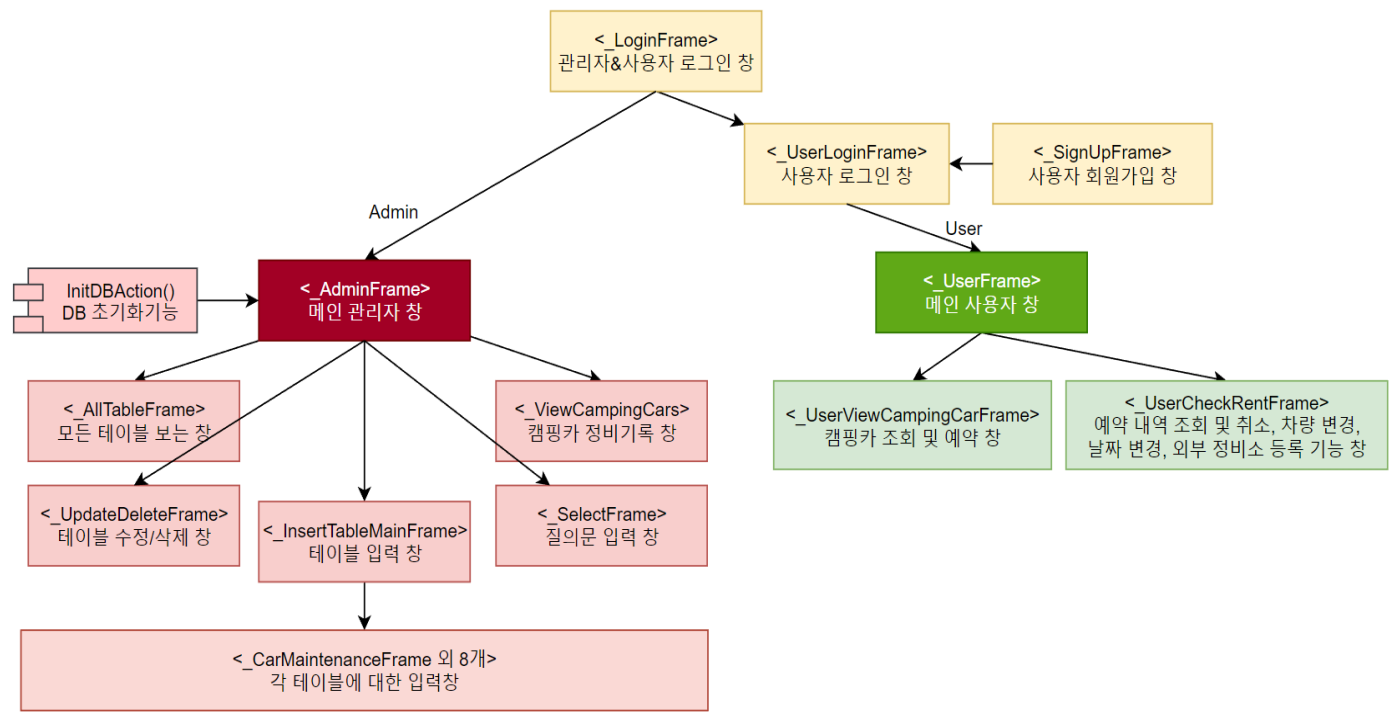 <_LoginFrame>
관리자&사용자 로그인 창
<_UserLoginFrame>
사용자 로그인 창
<_SignUpFrame>
사용자 회원가입 창
Admin
User
InitDBAction()
DB 초기화기능
<_AdminFrame>
메인 관리자 창
<_UserFrame>
메인 사용자 창
<_AllTableFrame>
모든 테이블 보는 창
<_ViewCampingCars>
캠핑카 정비기록 창
<_UserViewCampingCarFrame>
캠핑카 조회 및 예약 창
<_UserCheckRentFrame>
예약 내역 조회 및 취소, 차량 변경,
날짜 변경, 외부 정비소 등록 기능 창
<_UpdateDeleteFrame>
테이블 수정/삭제 창
<_InsertTableMainFrame>
테이블 입력 창
<_SelectFrame>
질의문 입력 창
<_CarMaintenanceFrame 외 8개>
각 테이블에 대한 입력창